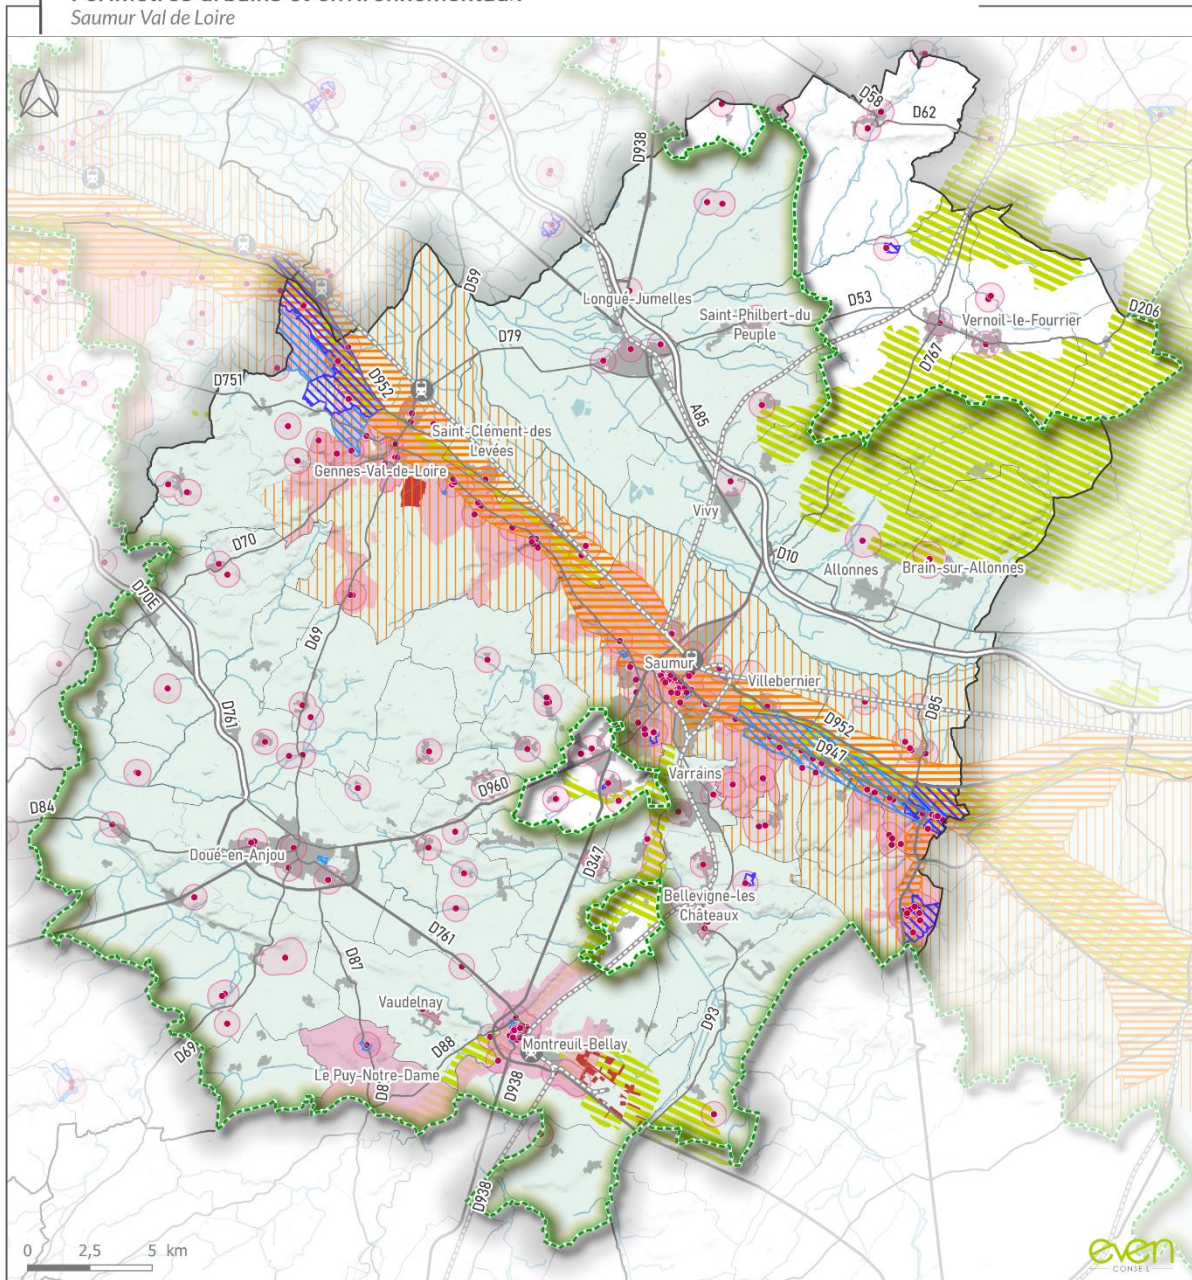 Saumur Val de Loire
D58
D62
D938
D59
Longué-Jumelles
D53
D206
Saint-Philbert du
Peuple
Vernoil-le-Fourrier
D79
D767
D751
D952
A85
Saint-Clément-des
Levées
Gennes-Val-de-Loire
Vivy
D70
D10
Allonnes
Brain-sur-Allonnes
D70E
D69
Saumur
Villebernier
D761
D85
D952
D947
Varrains
D960
D84
Doué-en-Anjou
D347
Bellevigne-les
Châteaux
D761
D87
Vaudelnay
D93
D69
D88
Montreuil-Bellay
Le Puy-Notre-Dame
D938
D938
0 2,5 5 km
even
CONSEIL